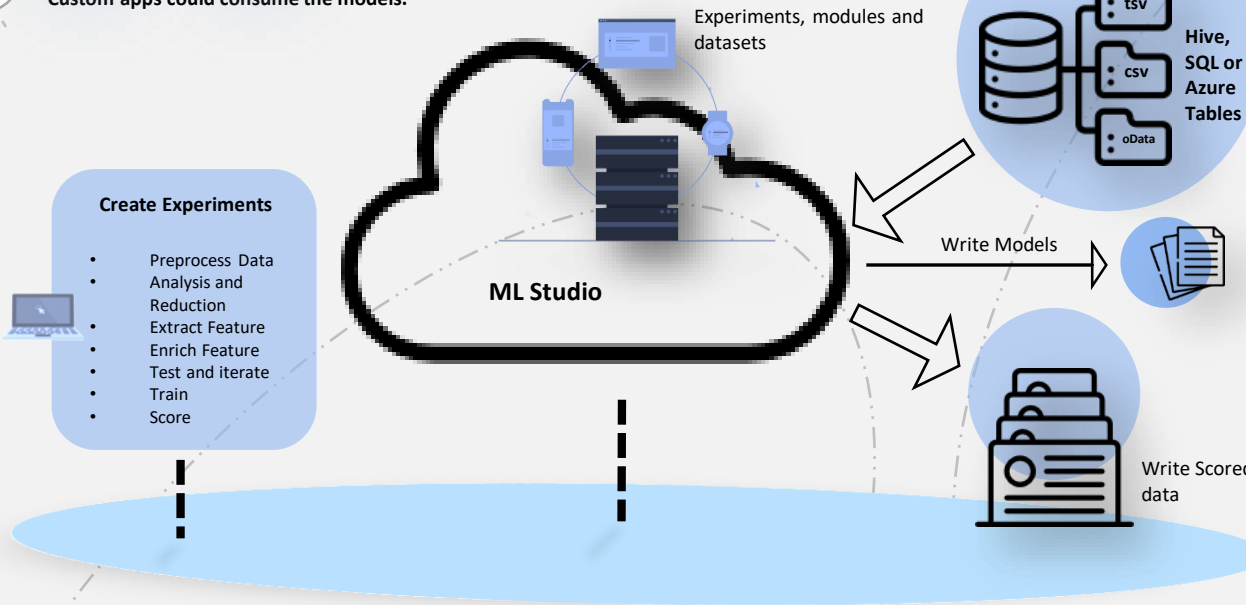 Custom apps could consume the models.
Experiments, modules and
datasets
tsv
csv
oData
Hive,
SQL or
Azure
Tables
Create Experiments
• Preprocess Data
• Analysis and
Reduction
• Extract Feature
• Enrich Feature
• Test and iterate
• Train
• Score
ML Studio
Write Models
Write Scored
data